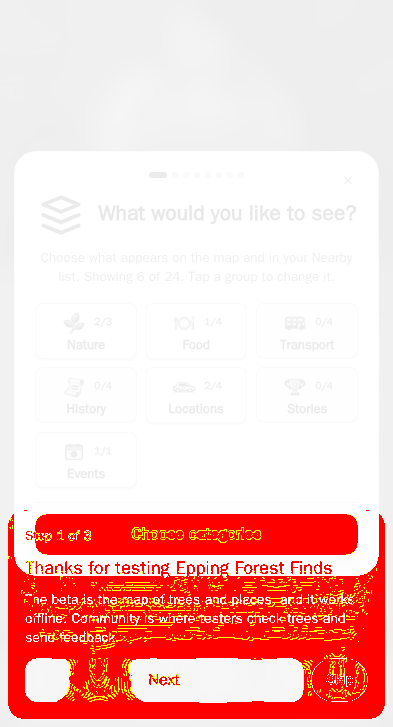 ×
What would you like to see?
Choose what appears on the map and in your Nearby
list. Showing 6 of 24. Tap a group to change it.
2/3
Nature
1/4
Food
0/4
Transport
0/4
History
2/4
Locations
0/4
Stories
1/1
Events
Step 1 of 3
Choose categories
Thanks for testing Epping Forest Finds
The beta is the map of trees and places, and it works
offline. Community is where testers check trees and
send feedback.
Next